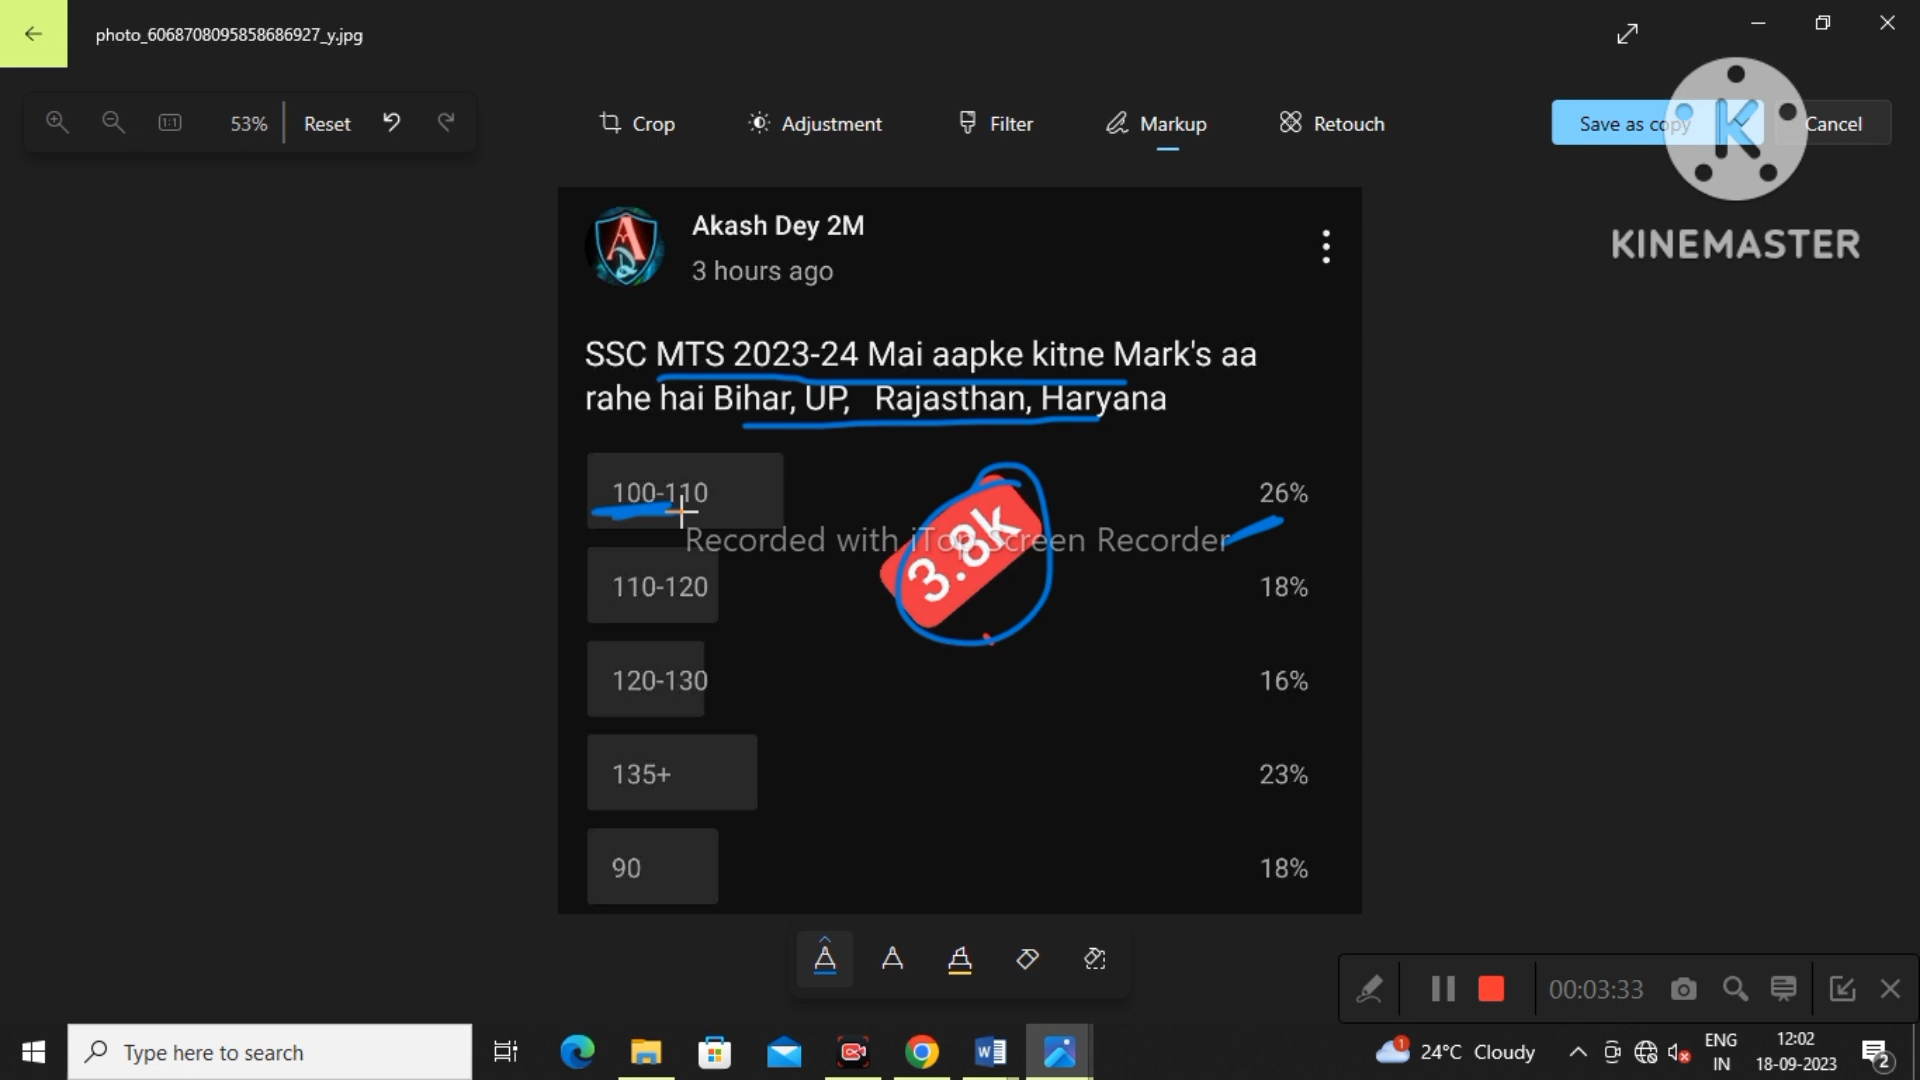 photo_6068708095858686927_y.jpg
53%
Reset
Crop
Adjustment
Filter
Markup
Retouch
Save as copy
Cancel
K
KINEMASTER
Akash Dey 2M
3 hours ago
SSC MTS 2023-24 Mai aapke kitne Mark's aa
rahe hai Bihar, UP, Rajasthan, Haryana
100-110 26%
3.8k
Recorded with iTop Screen Recorder
110-120 18%
120-130 16%
135+ 23%
90 18%
00:03:33
Type here to search
24°C Cloudy
ENG
IN
12:02
18-09-2023
2